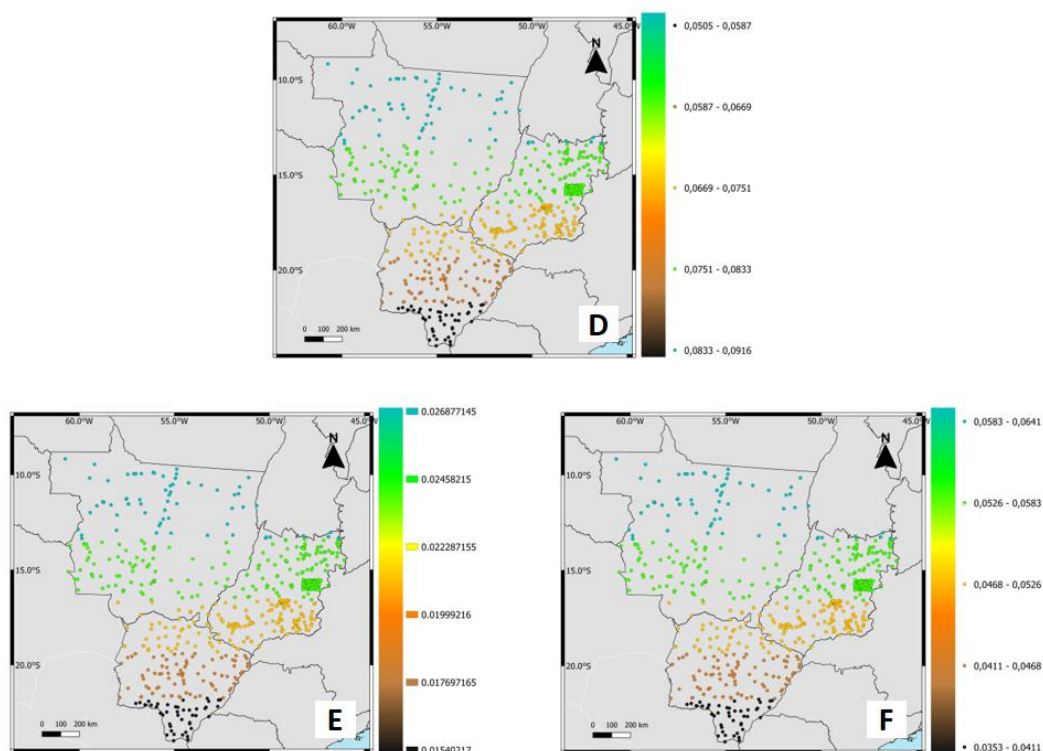 60.0°W 55.0°W 50.0°W 45.0°W
N
10.0°S
15.0°S
20.0°S
0 100 200 km
D
0,0505 - 0,0587
0,0587 - 0,0669
0,0669 - 0,0751
0,0751 - 0,0833
0,0833 - 0,0916
60.0°W 55.0°W 50.0°W 45.0°W
N
10.0°S
15.0°S
20.0°S
0 100 200 km
E
0.026877145
0.02458215
0.022287155
0.01999216
0.017697165
0.01540217
60.0°W 55.0°W 50.0°W 45.0°W
N
10.0°S
15.0°S
20.0°S
0 100 200 km
F
0,0583 - 0,0641
0,0526 - 0,0583
0,0468 - 0,0526
0,0411 - 0,0468
0,0353 - 0,0411